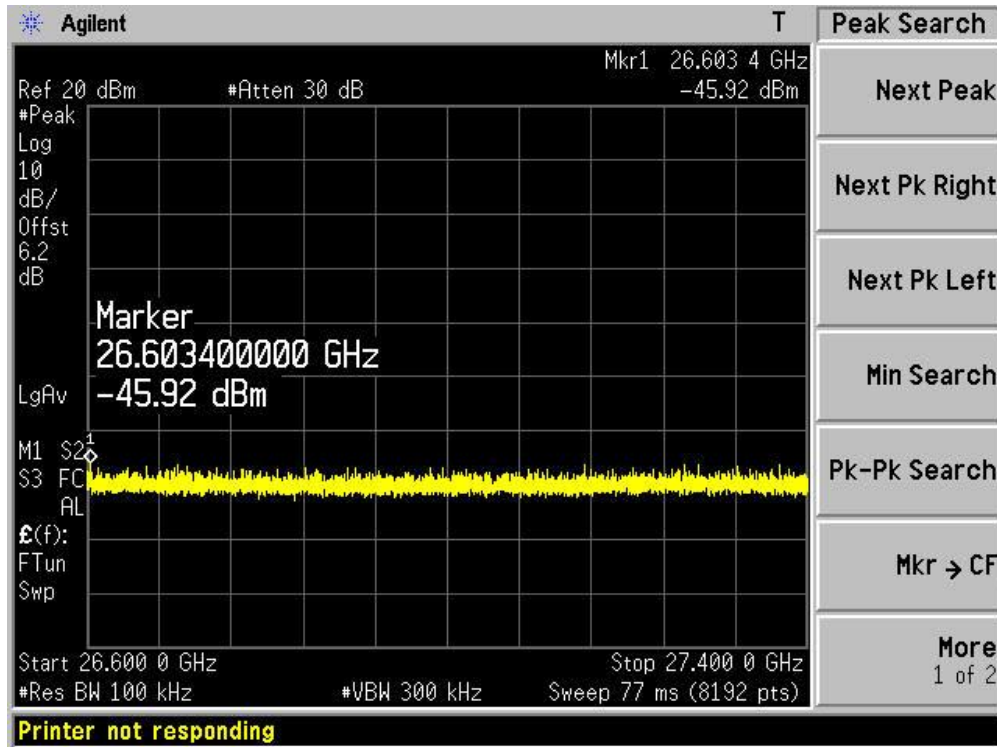 Agilent T Peak Search
Mkr1 26.603 4 GHz
Ref 20 dBm #Atten 30 dB -45.92 dBm
#Peak
Log
10
dB/
Offst
6.2
dB
Marker
26.603400000 GHz
-45.92 dBm
LgAv
1
M1 S2
S3 FC
AL
£(f):
FTun
Swp
Start 26.600 0 GHz Stop 27.400 0 GHz
#Res BW 100 kHz #VBW 300 kHz Sweep 77 ms (8192 pts)
Printer not responding
Next Peak
Next Pk Right
Next Pk Left
Min Search
Pk-Pk Search
Mkr → CF
More
1 of 2